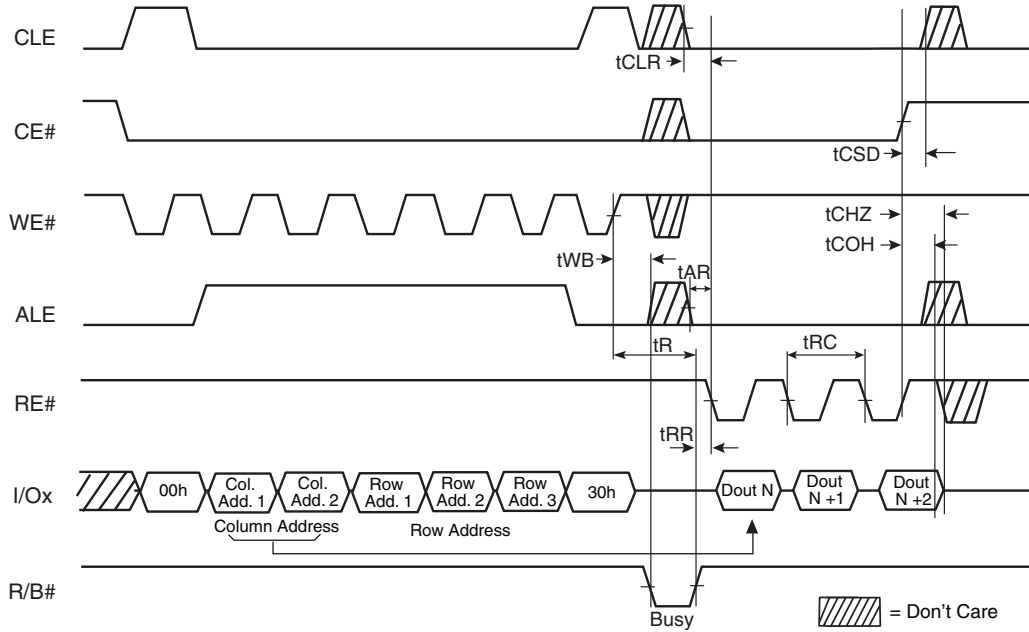 CLE
tCLR
CE#
tCSD
WE#
tCHZ
tCOH
tWB
tAR
ALE
tR
tRC
RE#
tRR
I/Ox
00h
Col. Add. 1
Col. Add. 2
Row Add. 1
Row Add. 2
Row Add. 3
30h
Dout N
Dout N +1
Dout N +2
Column Address
Row Address
R/B#
Busy
= Don't Care